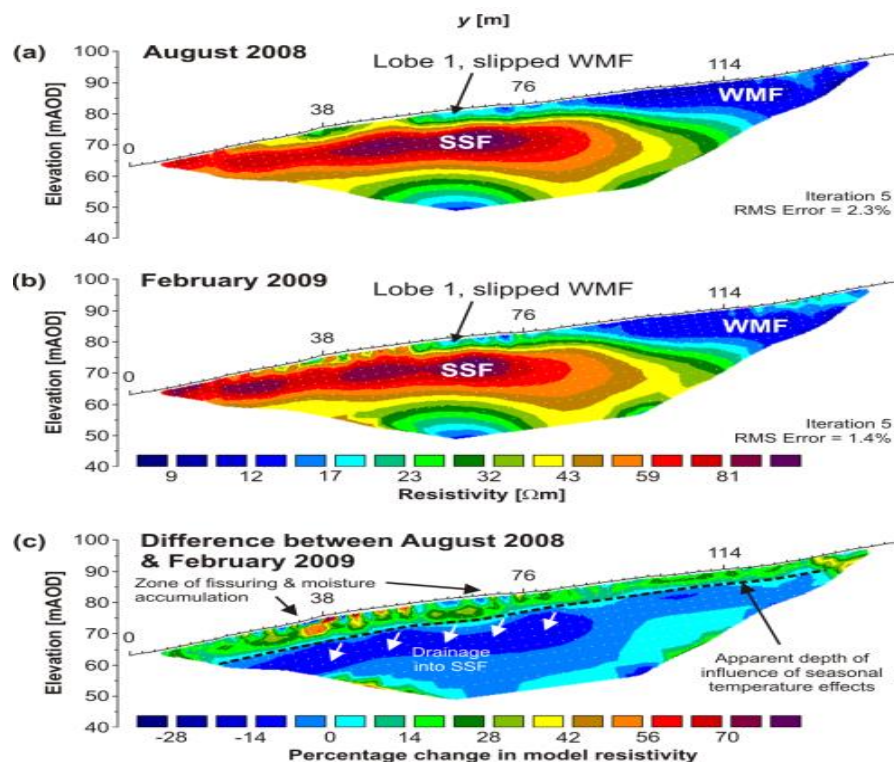 y [m]
(a) August 2008
Lobe 1, slipped WMF
Elevation [mAOD]
100
90
80
70
60
50
40
0
38
76
114
WMF
SSF
Iteration 5
RMS Error = 2.3%
(b) February 2009
Lobe 1, slipped WMF
Elevation [mAOD]
100
90
80
70
60
50
40
0
38
76
114
WMF
SSF
Iteration 5
RMS Error = 1.4%
9 12 17 23 32 43 59 81
Resistivity [Ωm]
(c) Difference between August 2008
& February 2009
Zone of fissuring & moisture
accumulation
Elevation [mAOD]
100
90
80
70
60
50
40
0
38
76
114
Drainage
into SSF
Apparent depth of
influence of seasonal
temperature effects
-28 -14 0 14 28 42 56 70
Percentage change in model resistivity